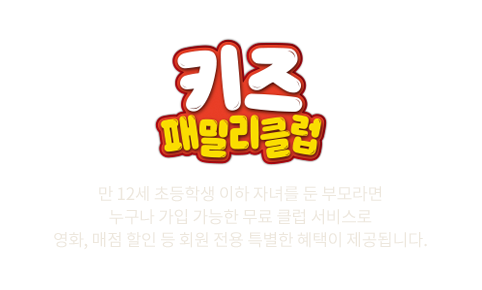 키즈
패밀리클럽
만 12세 초등학생 이하 자녀를 둔 부모라면
누구나 가입 가능한 무료 클럽 서비스로
영화, 매점 할인 등 회원 전용 특별한 혜택이 제공됩니다.